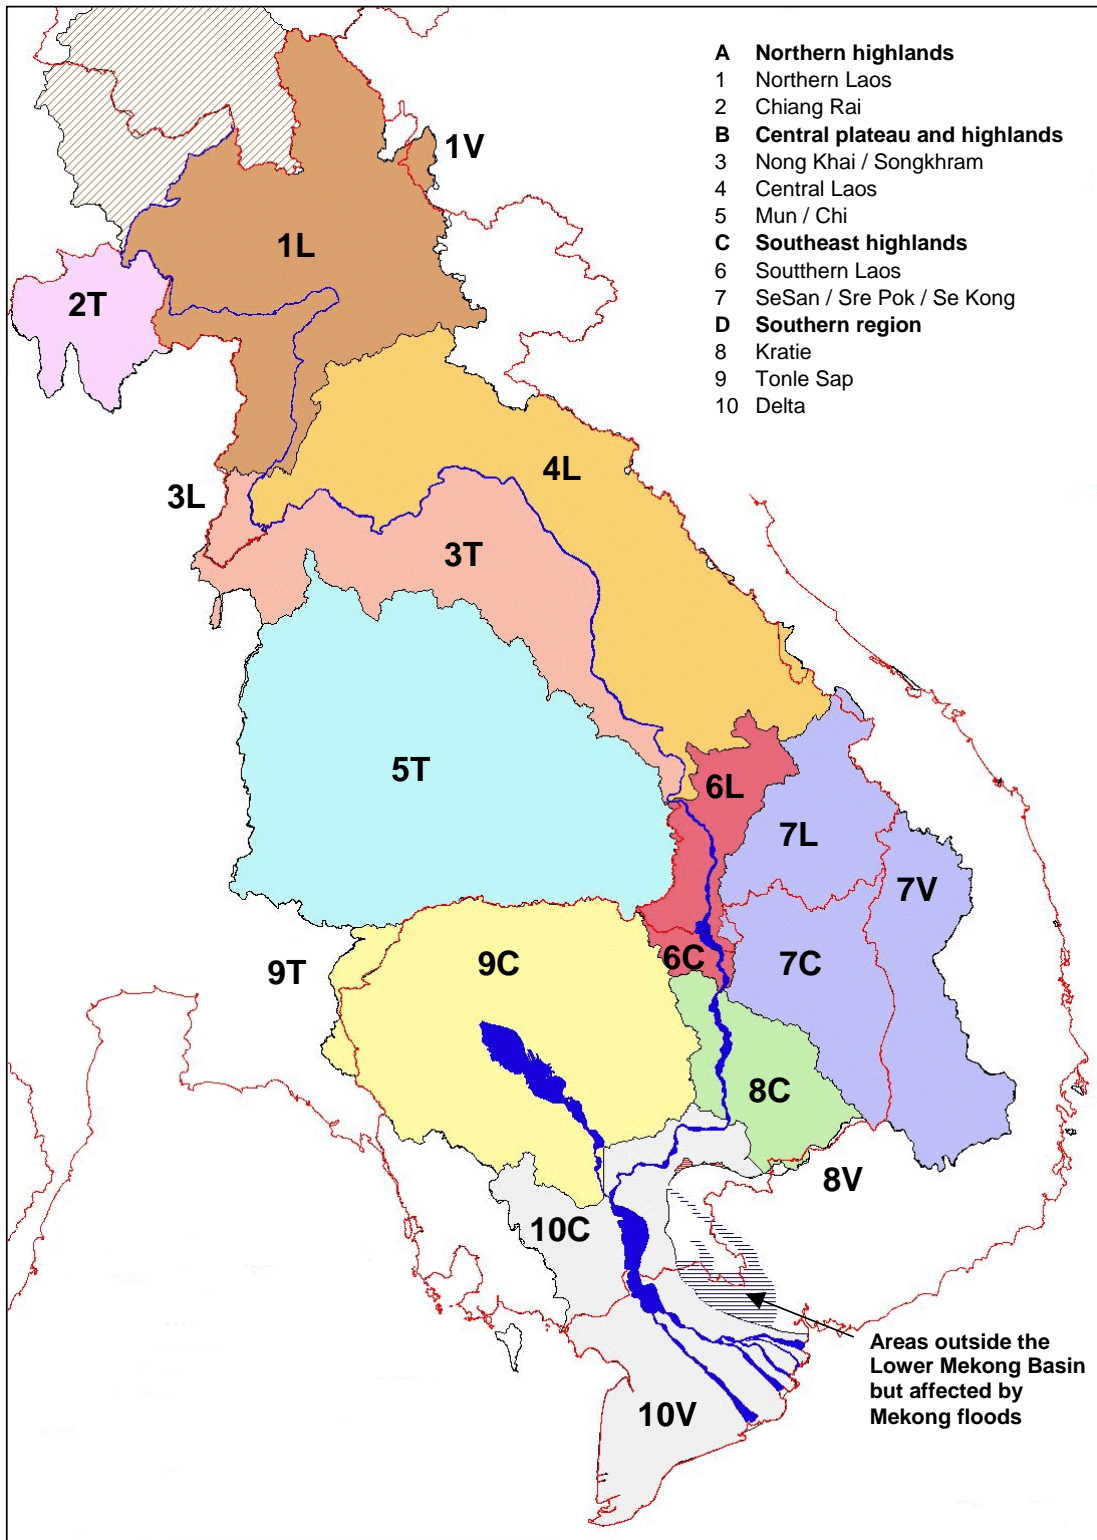 A Northern highlands
1 Northern Laos
2 Chiang Rai
B Central plateau and highlands
3 Nong Khai / Songkhram
4 Central Laos
5 Mun / Chi
C Southeast highlands
6 Soutthern Laos
7 SeSan / Sre Pok / Se Kong
D Southern region
8 Kratie
9 Tonle Sap
10 Delta
1V
1L
2T
4L
3L
3T
5T
6L
7L
7V
9T
9C
6C
7C
8C
8V
10C
Areas outside the
Lower Mekong Basin
but affected by
Mekong floods
10V